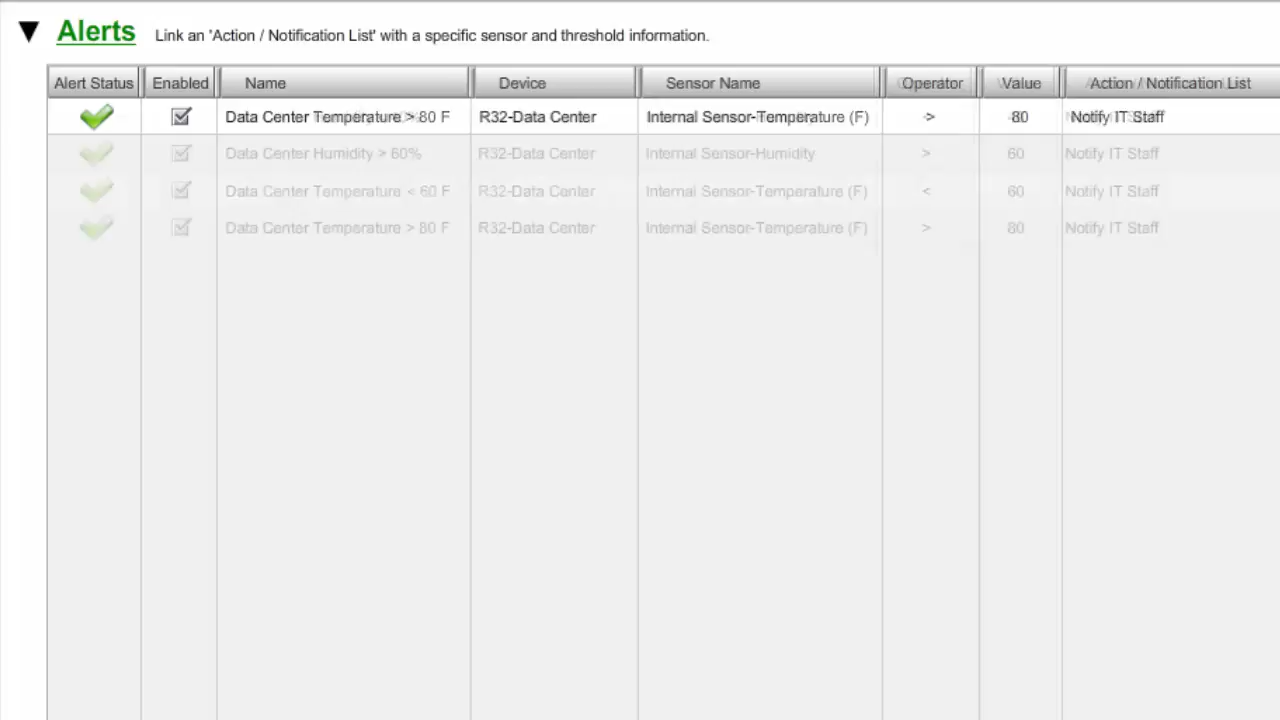 Alerts Link an 'Action / Notification List' with a specific sensor and threshold information.
Alert Status Enabled Name Device Sensor Name Operator Value Action / Notification List
Data Center Temperature > 80 F R32-Data Center Internal Sensor-Temperature (F) > 80 Notify IT Staff
Data Center Humidity > 60% R32-Data Center Internal Sensor-Humidity > 60 Notify IT Staff
Data Center Temperature < 60 F R32-Data Center Internal Sensor-Temperature (F) < 60 Notify IT Staff
Data Center Temperature > 80 F R32-Data Center Internal Sensor-Temperature (F) > 80 Notify IT Staff